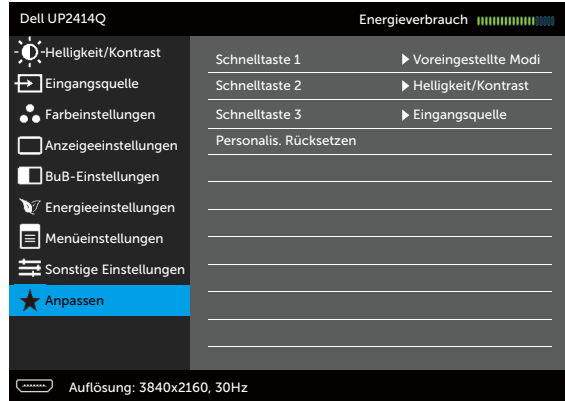 Dell UP2414Q
Energieverbrauch
Helligkeit/Kontrast
Eingangsquelle
Farbeinstellungen
Anzeigeeinstellungen
BuB-Einstellungen
Energieeinstellungen
Menüeinstellungen
Sonstige Einstellungen
Anpassen
Schnelltaste 1 Voreingestellte Modi
Schnelltaste 2 Helligkeit/Kontrast
Schnelltaste 3 Eingangsquelle
Personalis. Rücksetzen
Auflösung: 3840x2160, 30Hz